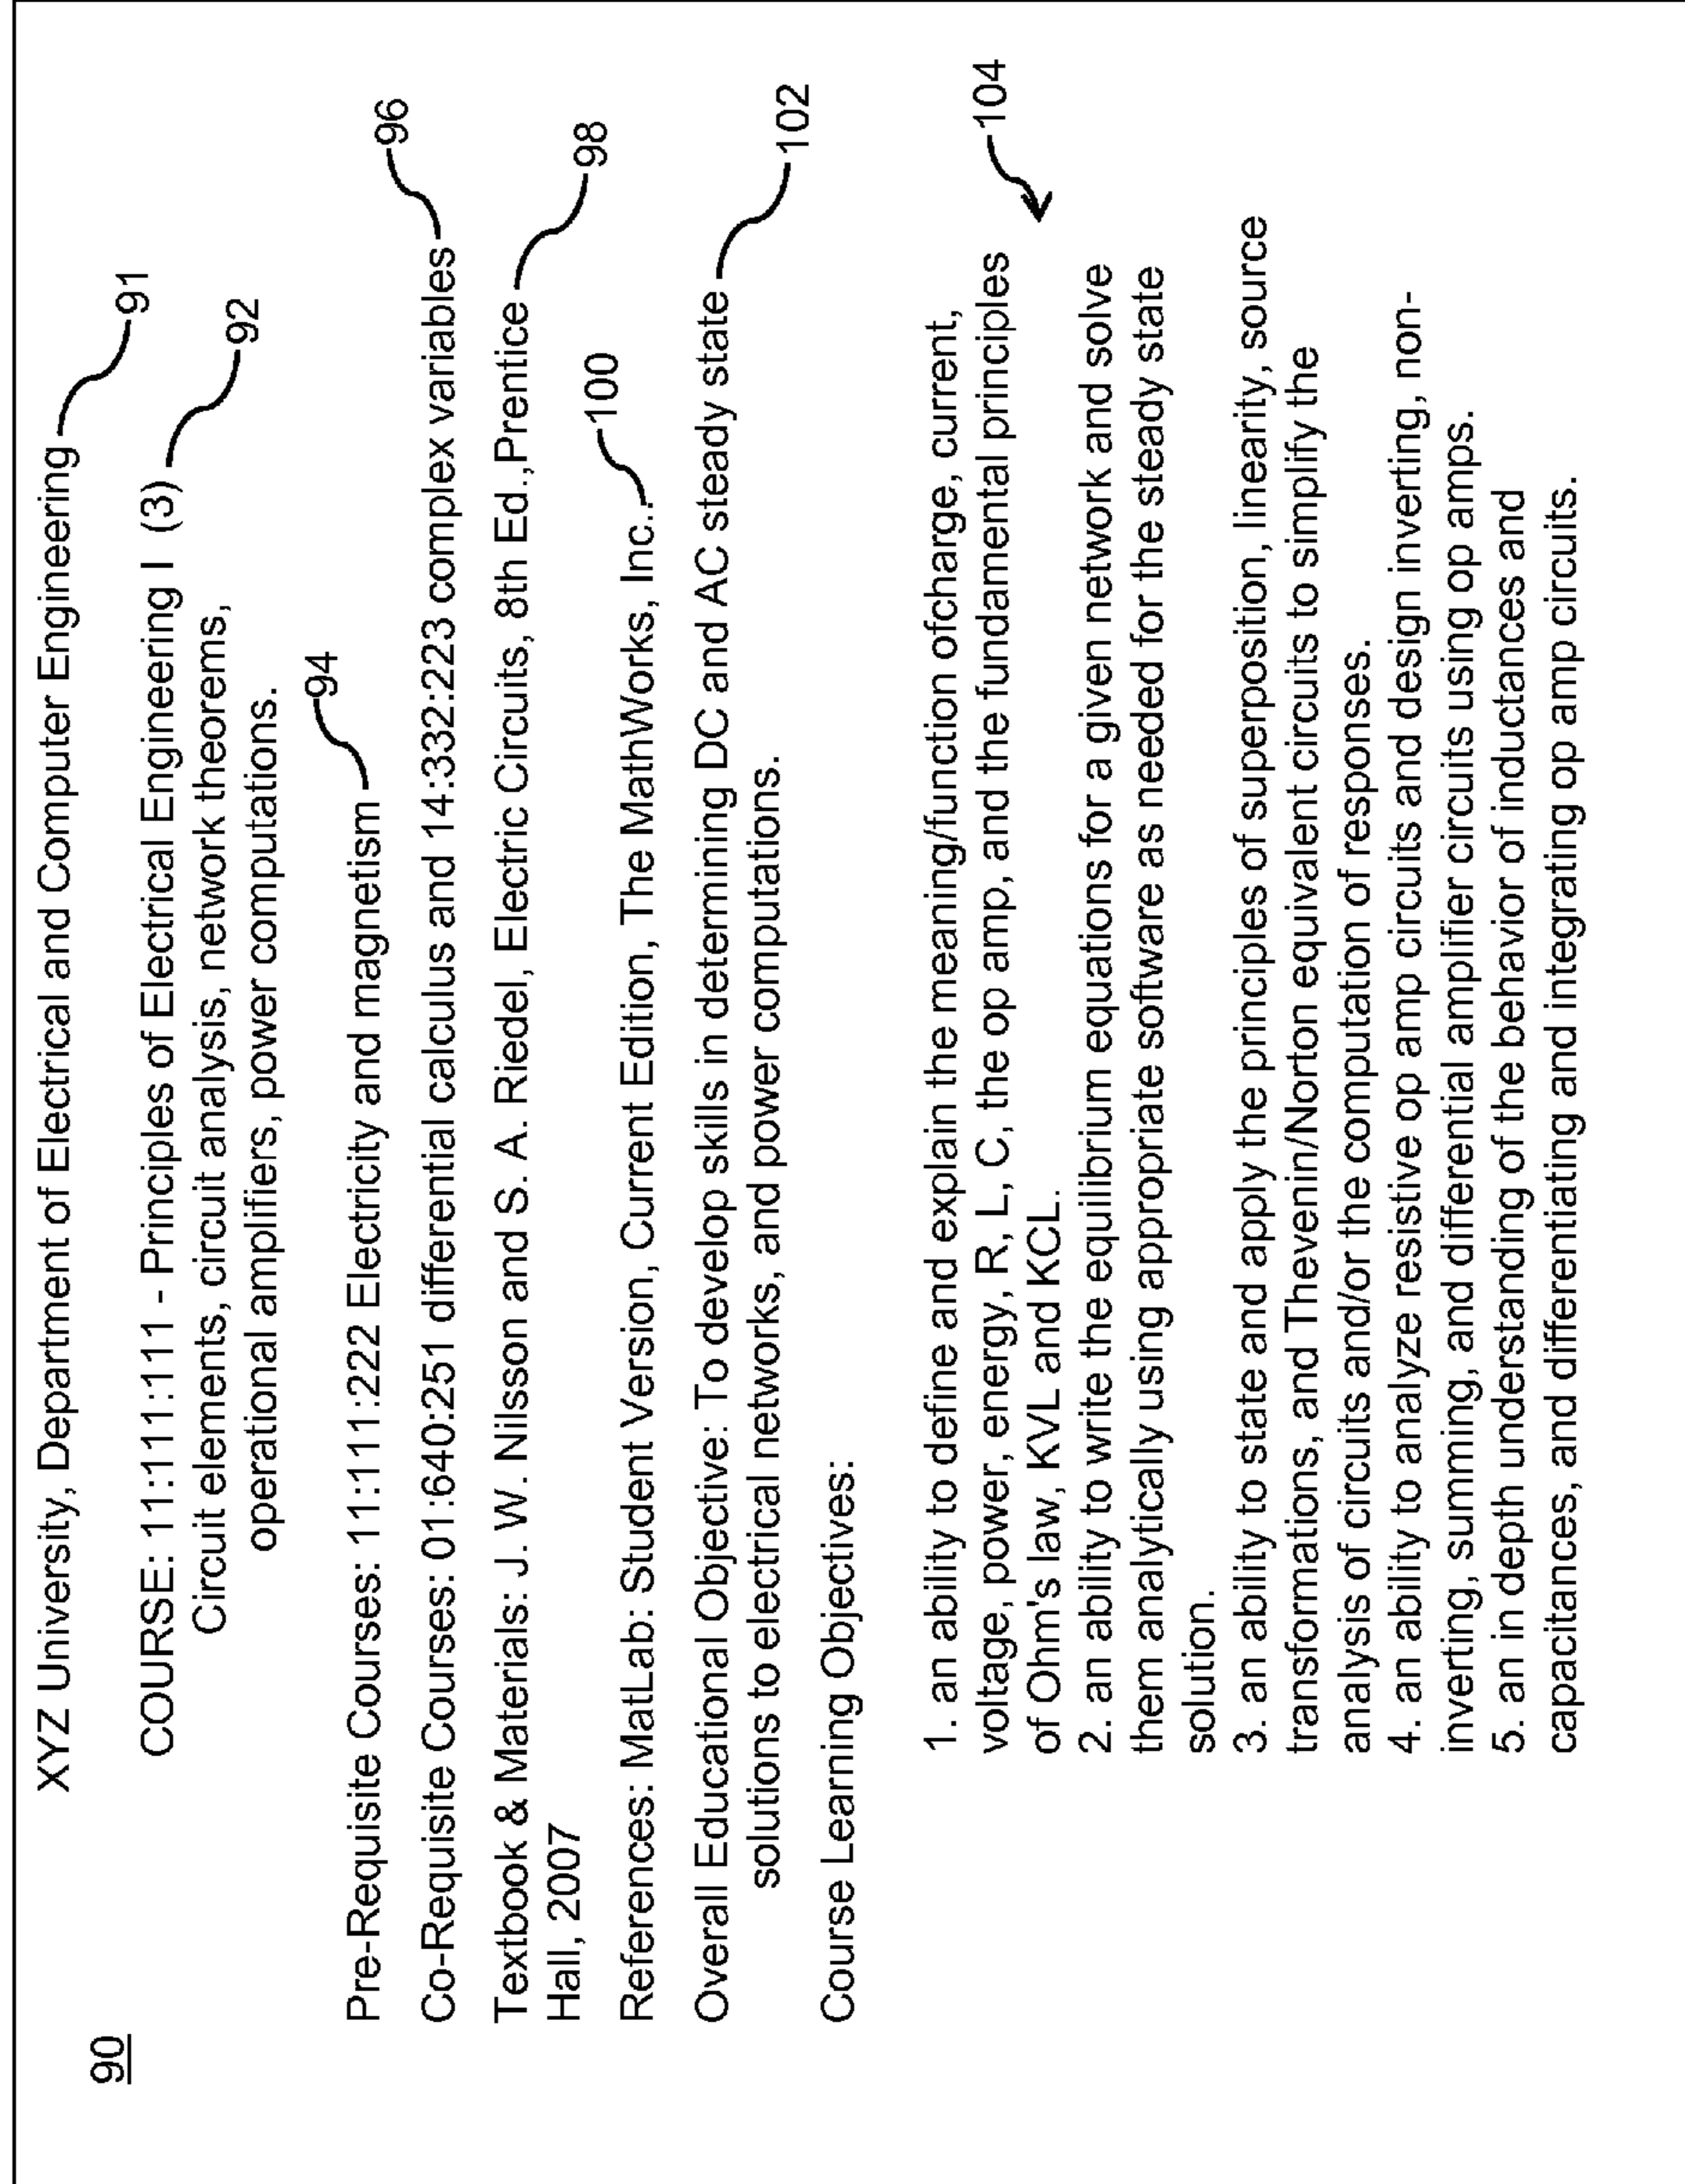 90
XYZ University, Department of Electrical and Computer Engineering 91
COURSE: 11:111:111 - Principles of Electrical Engineering I (3) 92
Circuit elements, circuit analysis, network theorems,
operational amplifiers, power computations.
94
Pre-Requisite Courses: 11:111:222 Electricity and magnetism
96
Co-Requisite Courses: 01:640:251 differential calculus and 14:332:223 complex variables
Textbook & Materials: J. W. Nilsson and S. A. Riedel, Electric Circuits, 8th Ed.,Prentice 98
Hall, 2007
100
References: MatLab: Student Version, Current Edition, The MathWorks, Inc..
Overall Educational Objective: To develop skills in determining DC and AC steady state 102
solutions to electrical networks, and power computations.
Course Learning Objectives:
104
1. an ability to define and explain the meaning/function ofcharge, current,
voltage, power, energy, R, L, C, the op amp, and the fundamental principles
of Ohm's law, KVL and KCL.
2. an ability to write the equilibrium equations for a given network and solve
them analytically using appropriate software as needed for the steady state
solution.
3. an ability to state and apply the principles of superposition, linearity, source
transformations, and Thevenin/Norton equivalent circuits to simplify the
analysis of circuits and/or the computation of responses.
4. an ability to analyze resistive op amp circuits and design inverting, non-
inverting, summing, and differential amplifier circuits using op amps.
5. an in depth understanding of the behavior of inductances and
capacitances, and differentiating and integrating op amp circuits.